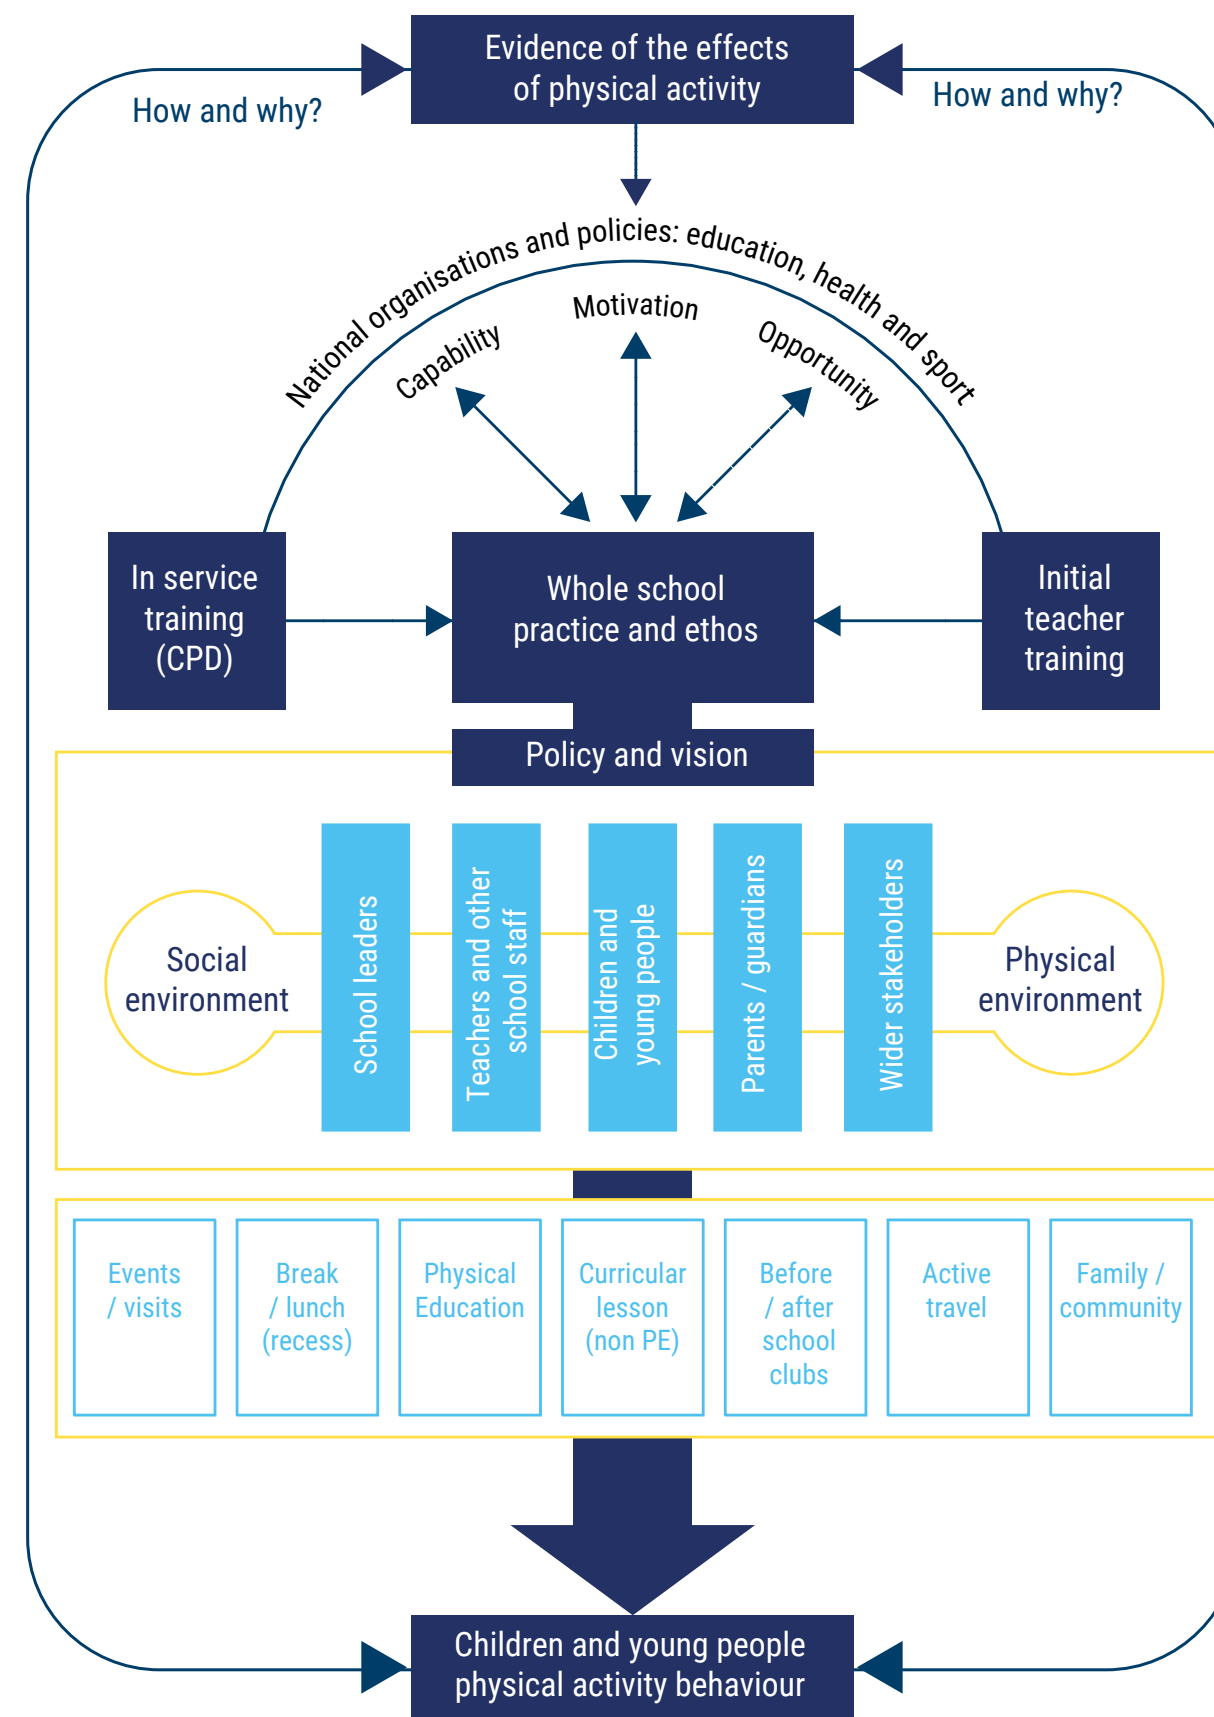 Evidence of the effects
of physical activity
How and why?
How and why?
National organisations and policies: education, health and sport
Capability
Motivation
Opportunity
In service
training
(CPD)
Whole school
practice and ethos
Initial
teacher
training
Policy and vision
Social
environment
School leaders
Teachers and other
school staff
Children and
young people
Parents / guardians
Wider stakeholders
Physical
environment
Events
/ visits
Break
/ lunch
(recess)
Physical
Education
Curricular
lesson
(non PE)
Before
/ after
school
clubs
Active
travel
Family /
community
Children and young people
physical activity behaviour